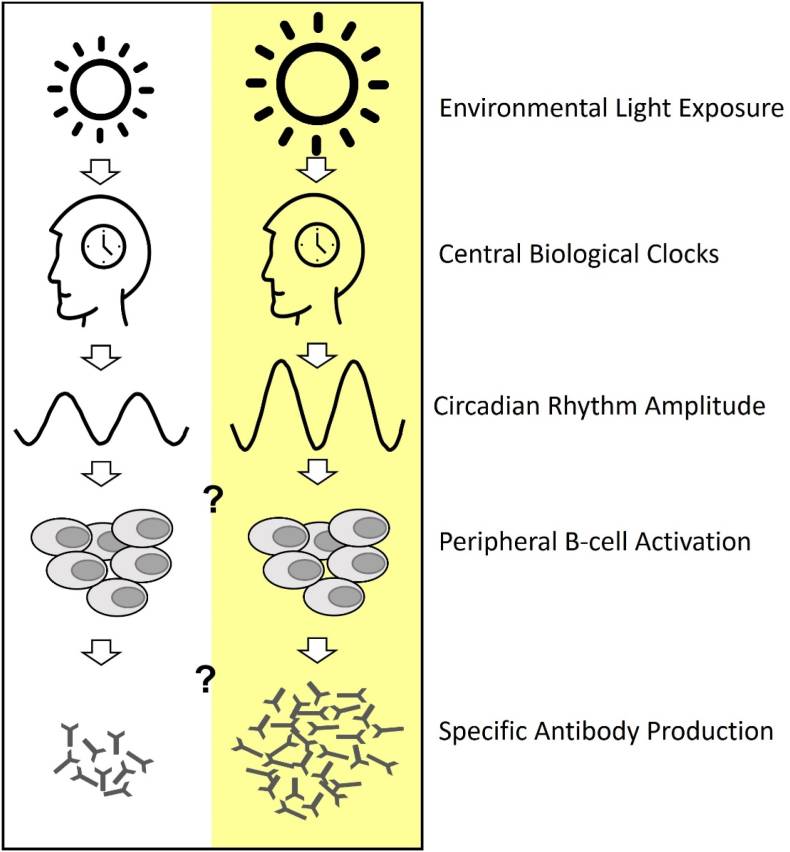 Environmental Light Exposure
Central Biological Clocks
Circadian Rhythm Amplitude
?
Peripheral B-cell Activation
?
Specific Antibody Production